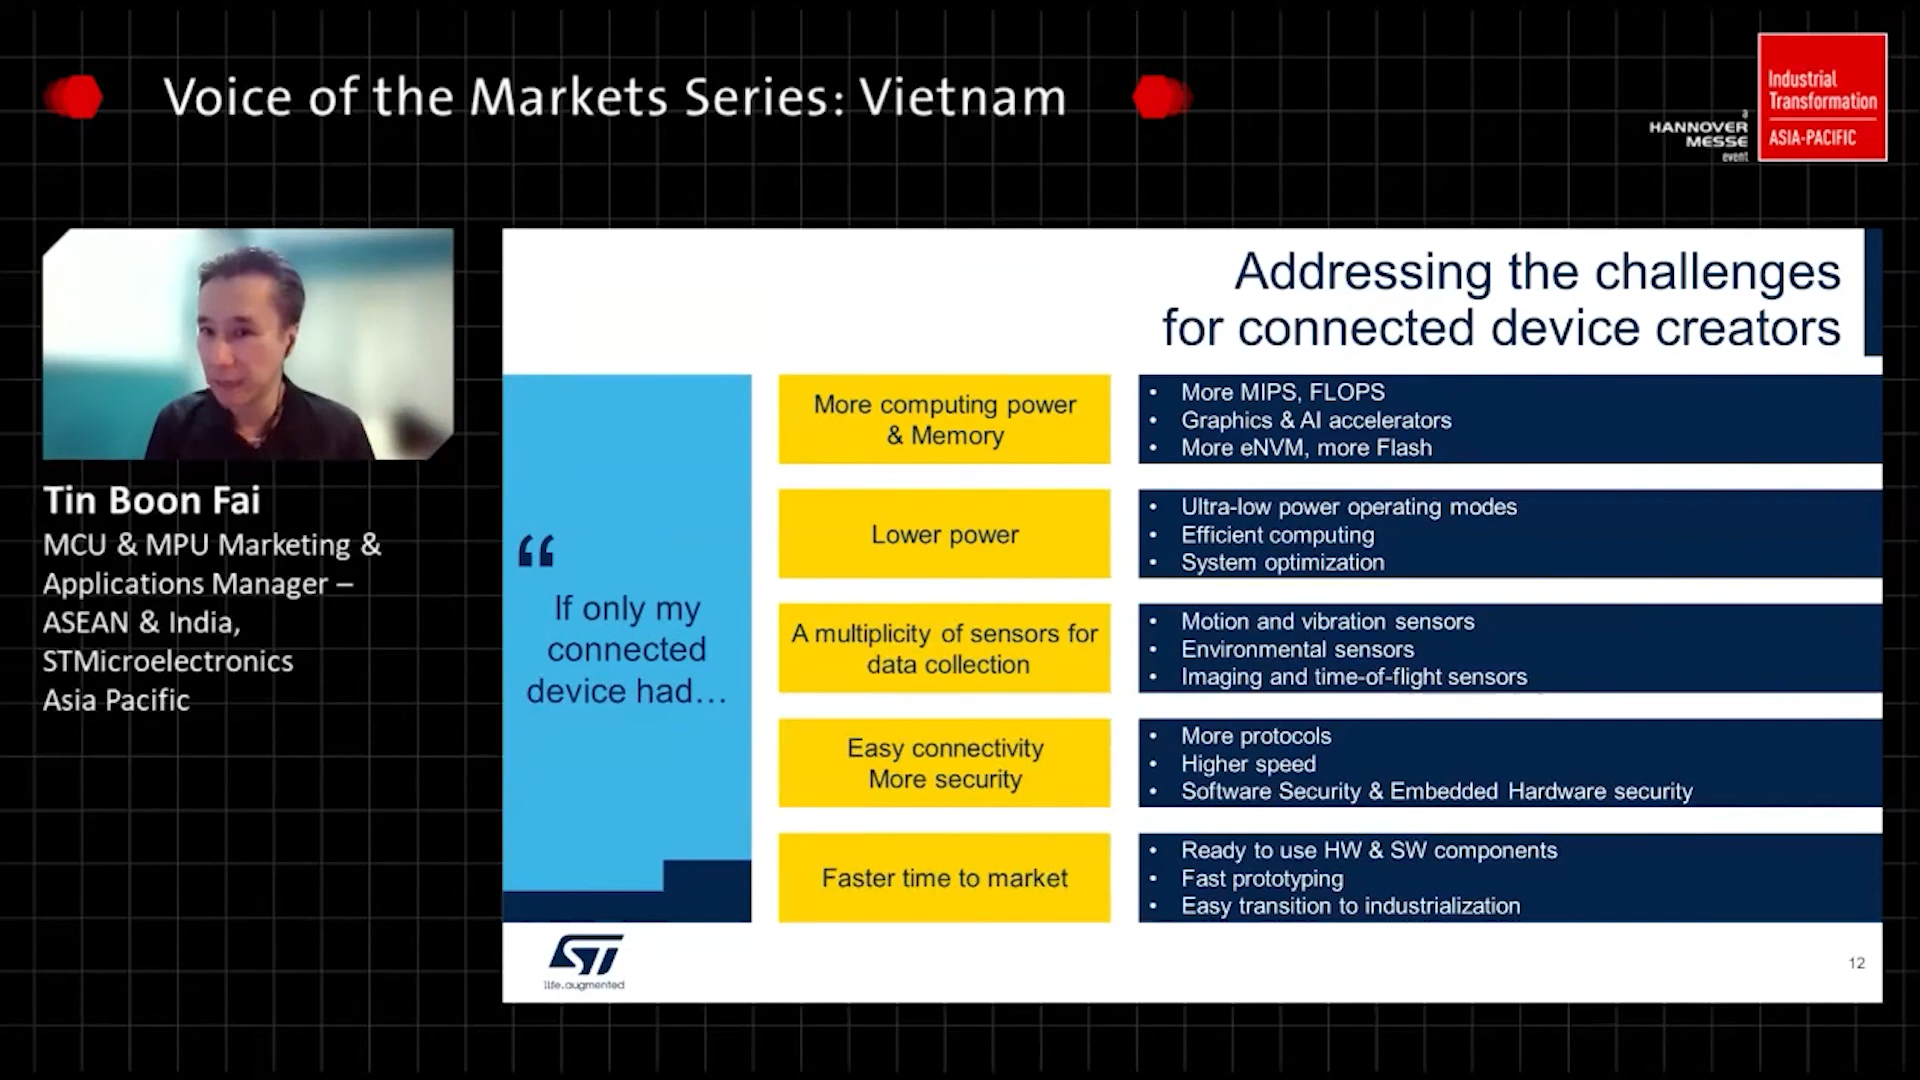 Voice of the Markets Series: Vietnam
a
HANNOVER
MESSE
event
Industrial
Transformation
ASIA-PACIFIC
Tin Boon Fai
MCU & MPU Marketing &
Applications Manager –
ASEAN & India,
STMicroelectronics
Asia Pacific
Addressing the challenges
for connected device creators
“
If only my
connected
device had…
More computing power
& Memory
• More MIPS, FLOPS
• Graphics & AI accelerators
• More eNVM, more Flash
Lower power
• Ultra-low power operating modes
• Efficient computing
• System optimization
A multiplicity of sensors for
data collection
• Motion and vibration sensors
• Environmental sensors
• Imaging and time-of-flight sensors
Easy connectivity
More security
• More protocols
• Higher speed
• Software Security & Embedded Hardware security
Faster time to market
• Ready to use HW & SW components
• Fast prototyping
• Easy transition to industrialization
ST
life.augmented
12